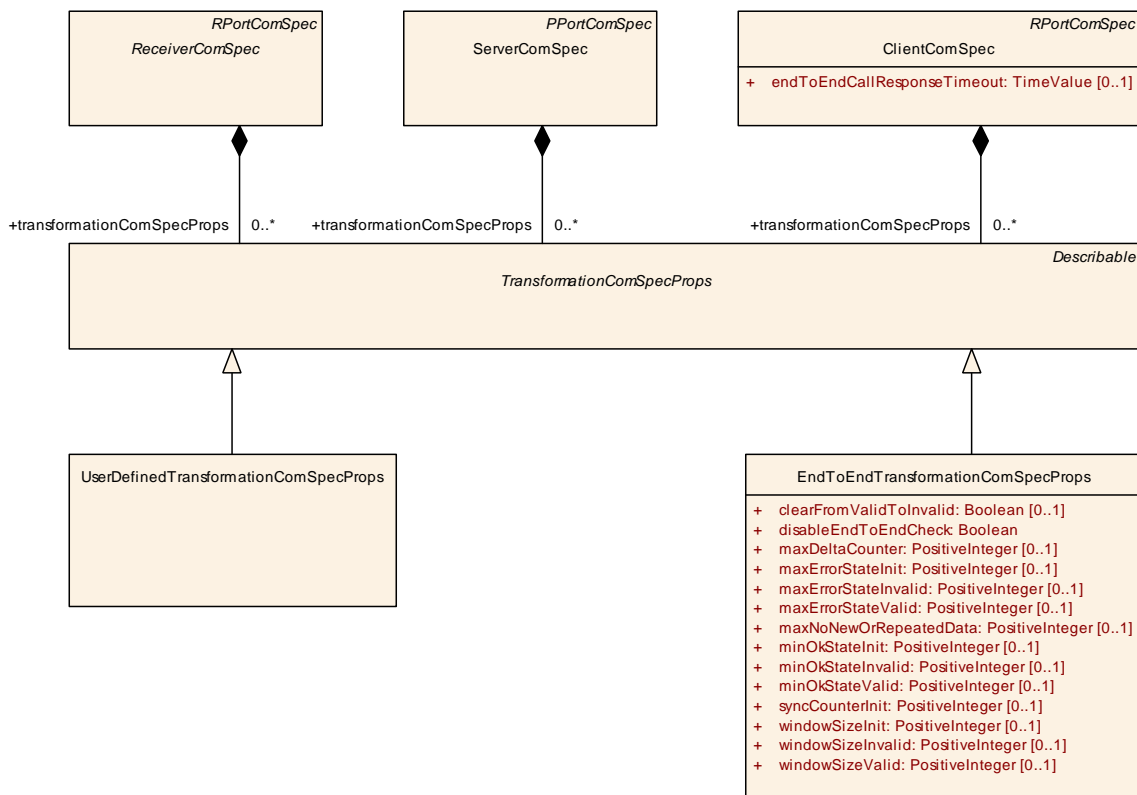 RPortComSpec
ReceiverComSpec
PPortComSpec
ServerComSpec
RPortComSpec
ClientComSpec
+ endToEndCallResponseTimeout: TimeValue [0..1]
+transformationComSpecProps 0..*
+transformationComSpecProps 0..*
+transformationComSpecProps 0..*
Describable
TransformationComSpecProps
UserDefinedTransformationComSpecProps
EndToEndTransformationComSpecProps
+ clearFromValidToInvalid: Boolean [0..1]
+ disableEndToEndCheck: Boolean
+ maxDeltaCounter: PositiveInteger [0..1]
+ maxErrorStateInit: PositiveInteger [0..1]
+ maxErrorStateInvalid: PositiveInteger [0..1]
+ maxErrorStateValid: PositiveInteger [0..1]
+ maxNoNewOrRepeatedData: PositiveInteger [0..1]
+ minOkStateInit: PositiveInteger [0..1]
+ minOkStateInvalid: PositiveInteger [0..1]
+ minOkStateValid: PositiveInteger [0..1]
+ syncCounterInit: PositiveInteger [0..1]
+ windowSizeInit: PositiveInteger [0..1]
+ windowSizeInvalid: PositiveInteger [0..1]
+ windowSizeValid: PositiveInteger [0..1]